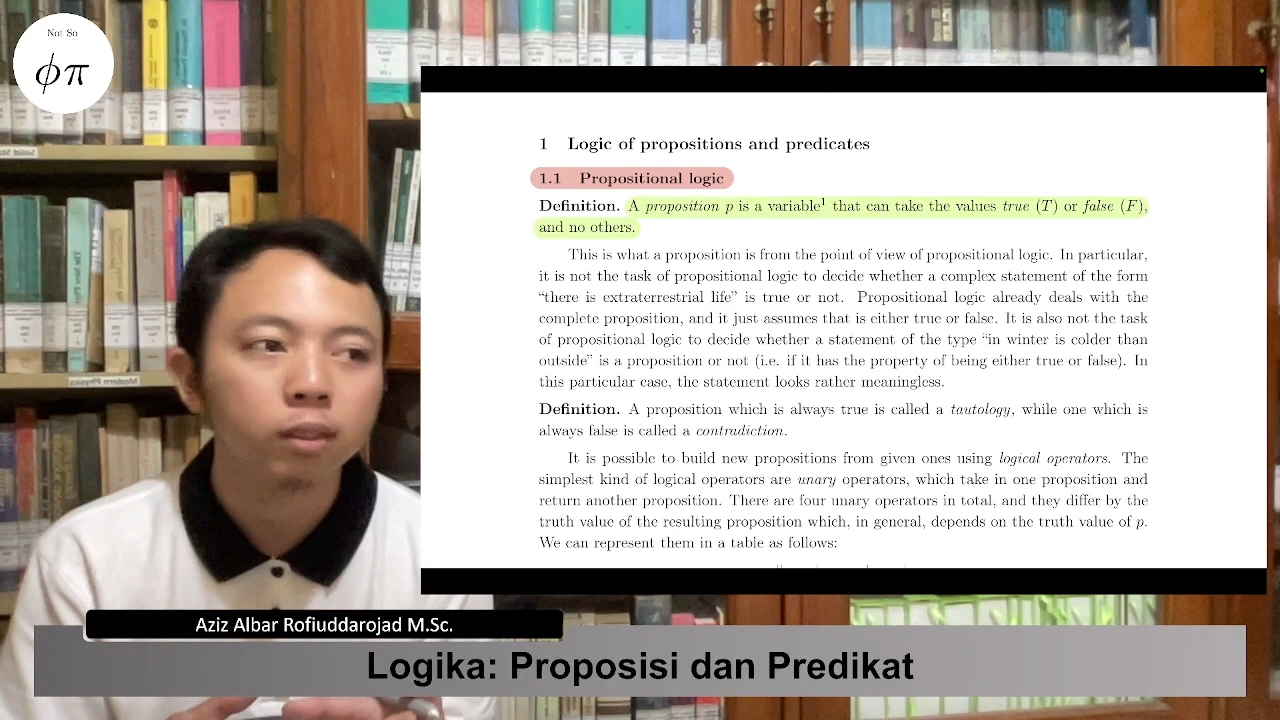 Not So
ϕπ
1 Logic of propositions and predicates
1.1 Propositional logic
Definition. A proposition p is a variable¹ that can take the values true (T) or false (F),
and no others.
This is what a proposition is from the point of view of propositional logic. In particular,
it is not the task of propositional logic to decide whether a complex statement of the form
“there is extraterrestrial life” is true or not. Propositional logic already deals with the
complete proposition, and it just assumes that is either true or false. It is also not the task
of propositional logic to decide whether a statement of the type “in winter is colder than
outside” is a proposition or not (i.e. if it has the property of being either true or false). In
this particular case, the statement looks rather meaningless.
Definition. A proposition which is always true is called a tautology, while one which is
always false is called a contradiction.
It is possible to build new propositions from given ones using logical operators. The
simplest kind of logical operators are unary operators, which take in one proposition and
return another proposition. There are four unary operators in total, and they differ by the
truth value of the resulting proposition which, in general, depends on the truth value of p.
We can represent them in a table as follows:
Modern Physics
Aziz Albar Rofiuddarojad M.Sc.
Logika: Proposisi dan Predikat